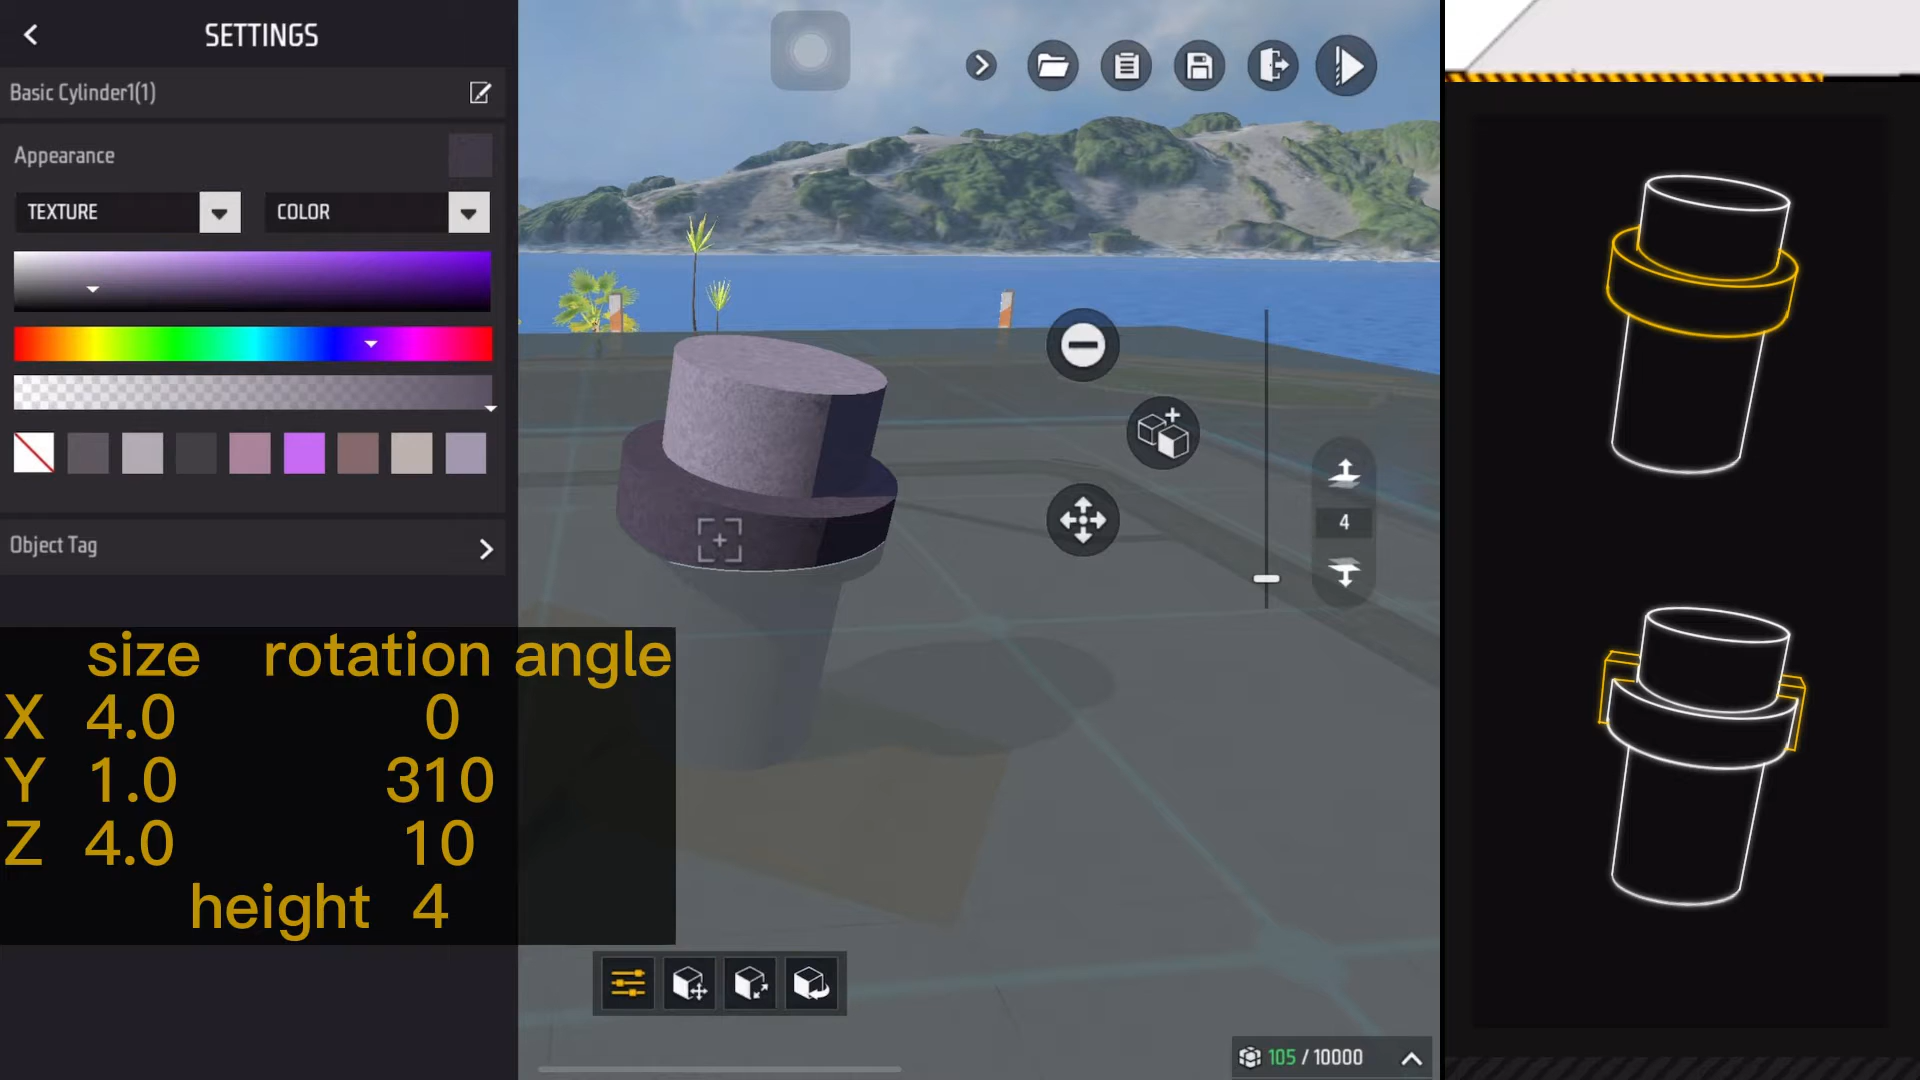 SETTINGS
Basic Cylinder1(1)
Appearance
TEXTURE COLOR
Object Tag
size rotation angle
X 4.0 0
Y 1.0 310
Z 4.0 10
height 4
4
105 / 10000